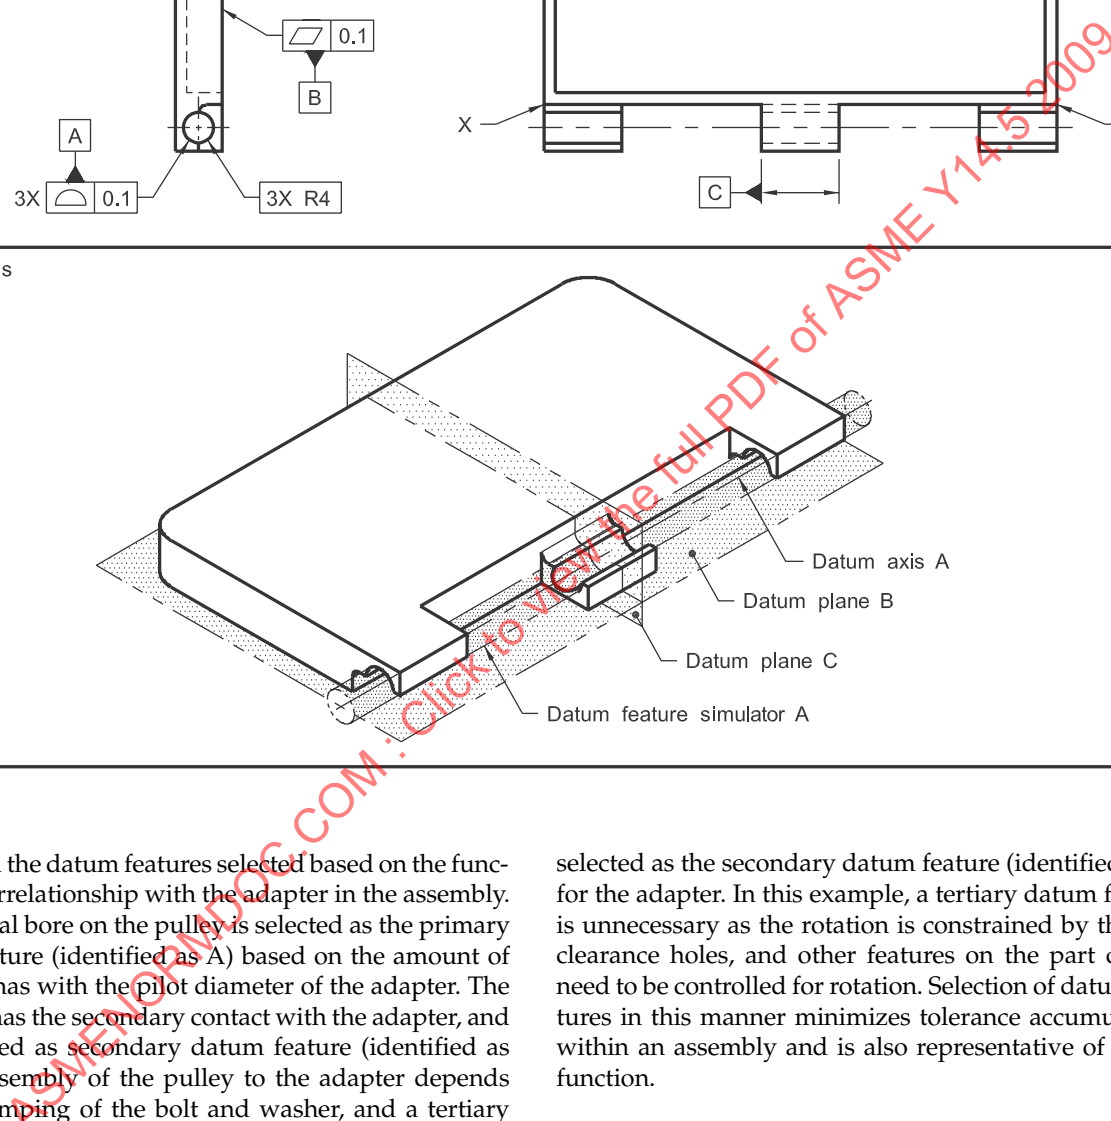 0.1
B
A
3X 0.1
3X R4
X
C
s
Datum axis A
Datum plane B
Datum plane C
Datum feature simulator A
the datum features selected based on the func-
rrelationship with the adapter in the assembly.
al bore on the pulley is selected as the primary
ture (identified as A) based on the amount of
has with the pilot diameter of the adapter. The
has the secondary contact with the adapter, and
ed as secondary datum feature (identified as
sembly of the pulley to the adapter depends
mping of the bolt and washer, and a tertiary
selected as the secondary datum feature (identified
for the adapter. In this example, a tertiary datum f
is unnecessary as the rotation is constrained by th
clearance holes, and other features on the part
need to be controlled for rotation. Selection of datu
tures in this manner minimizes tolerance accumu
within an assembly and is also representative of
function.
ASMENORMDOC.COM : Click to view the full PDF of ASME Y14.5 2009